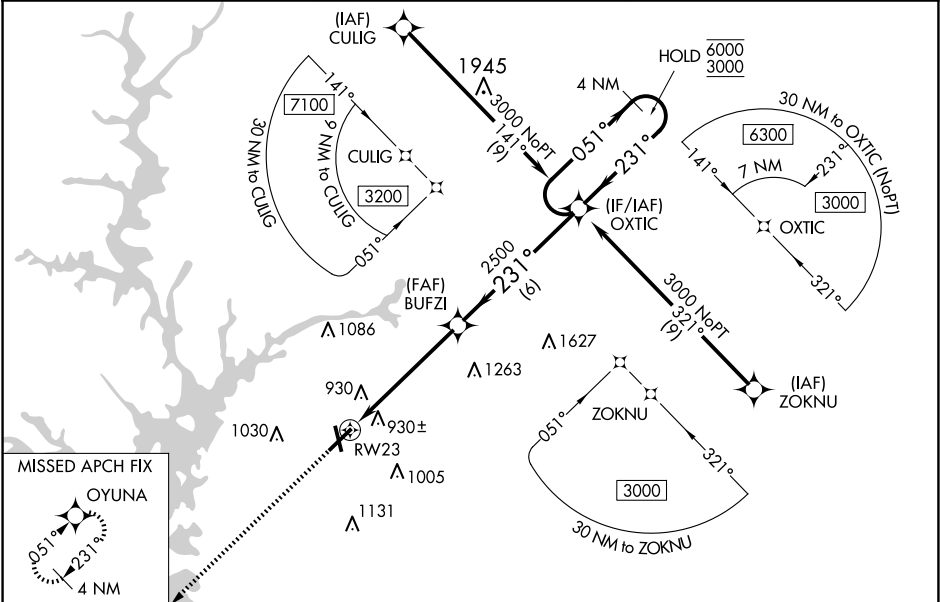 (IAF)
CULIG
1945
3000 NoPT
141°
(9)
4 NM
HOLD 6000
3000
051°
231°
(IF/IAF)
OXTIC
141°
7100
9 NM to CULIG
30 NM to CULIG
CULIG
3200
051°
30 NM to OXTIC (NoPT)
6300
141°
7 NM
231°
3000
OXTIC
321°
2500
231°
(6)
(FAF)
BUFZI
3000 NoPT
321°
(9)
(IAF)
ZOKNU
1086
1627
1263
930
930±
1030
RW23
1005
1131
ZOKNU
051°
321°
3000
30 NM to ZOKNU
MISSED APCH FIX
OYUNA
051°
231°
4 NM